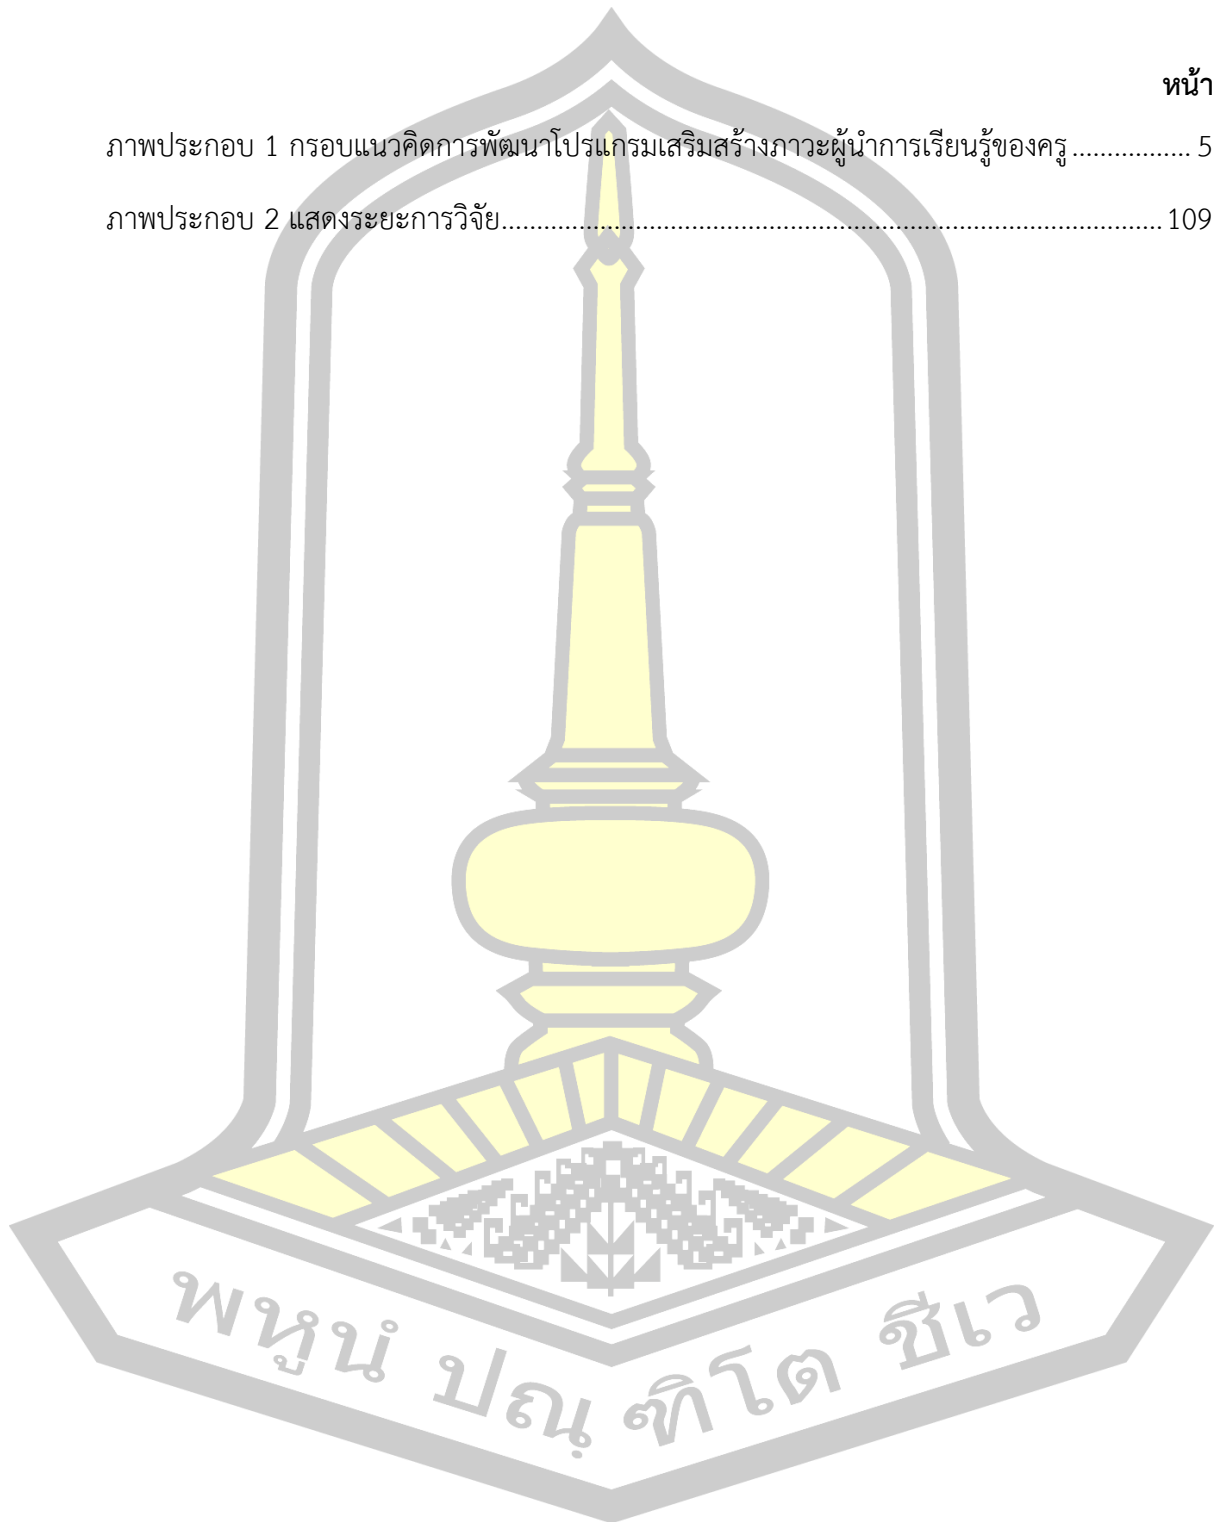 หน้า
ภาพประกอบ 1 กรอบแนวคิดการพัฒนาโปรแกรมเสริมสร้างภาวะผู้นำการเรียนรู้ของครู ................. 5
ภาพประกอบ 2 แสดงระยะการวิจัย............................................................................................. 109
พหูนํ ปณฺฑิโต ชีเว